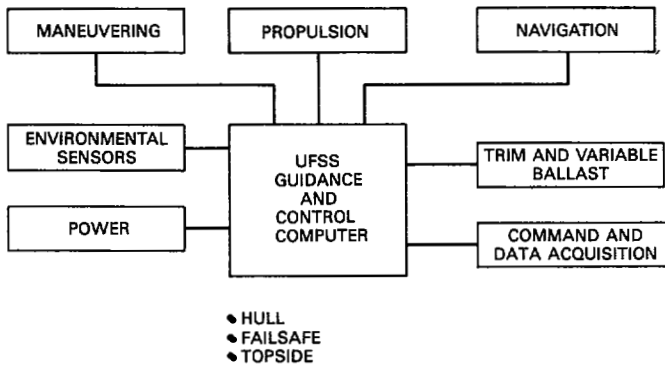 MANEUVERING
PROPULSION
NAVIGATION
ENVIRONMENTAL
SENSORS
UFSS
GUIDANCE
AND
CONTROL
COMPUTER
TRIM AND VARIABLE
BALLAST
POWER
COMMAND AND
DATA ACQUISITION
• HULL
• FAILSAFE
• TOPSIDE